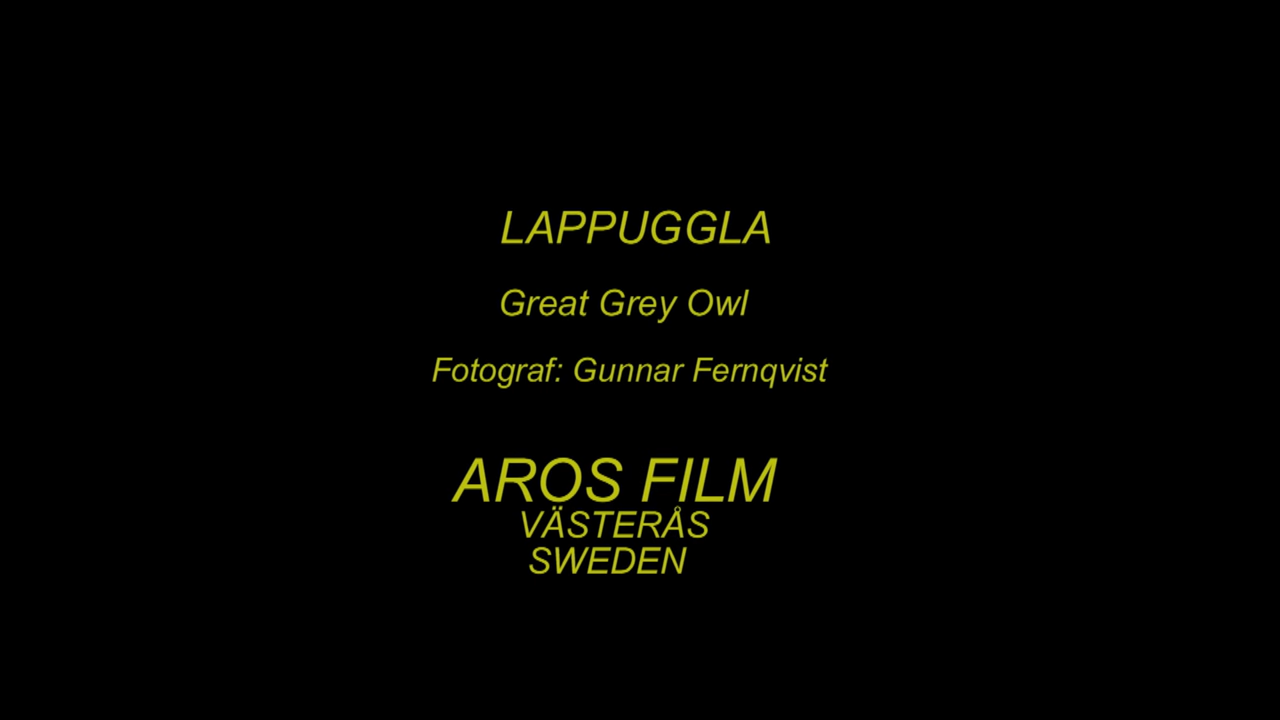 LAPPUGGLA
Great Grey Owl
Fotograf: Gunnar Fernqvist
AROS FILM
VÄSTERÅS
SWEDEN